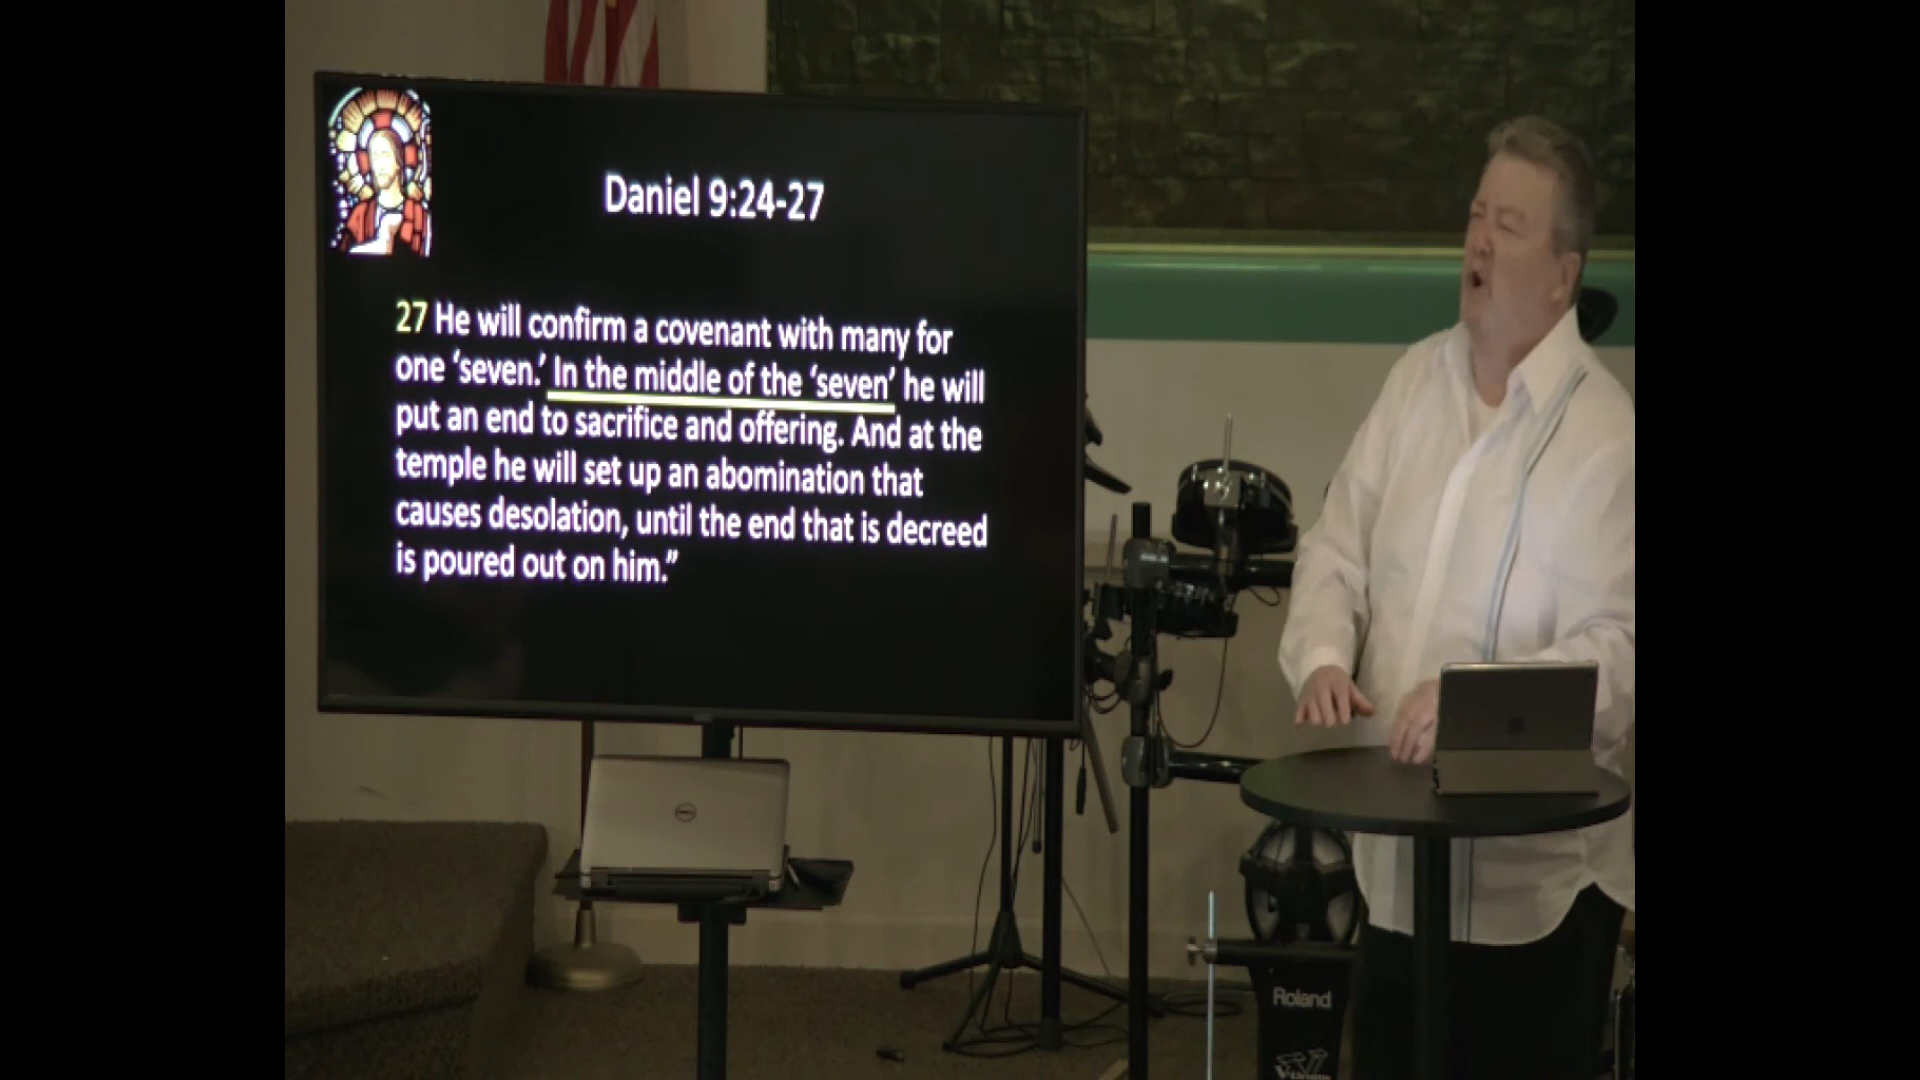 Daniel 9:24-27
27 He will confirm a covenant with many for
one ‘seven.’ In the middle of the ‘seven’ he will
put an end to sacrifice and offering. And at the
temple he will set up an abomination that
causes desolation, until the end that is decreed
is poured out on him.”
DELL
Roland
V-Drums